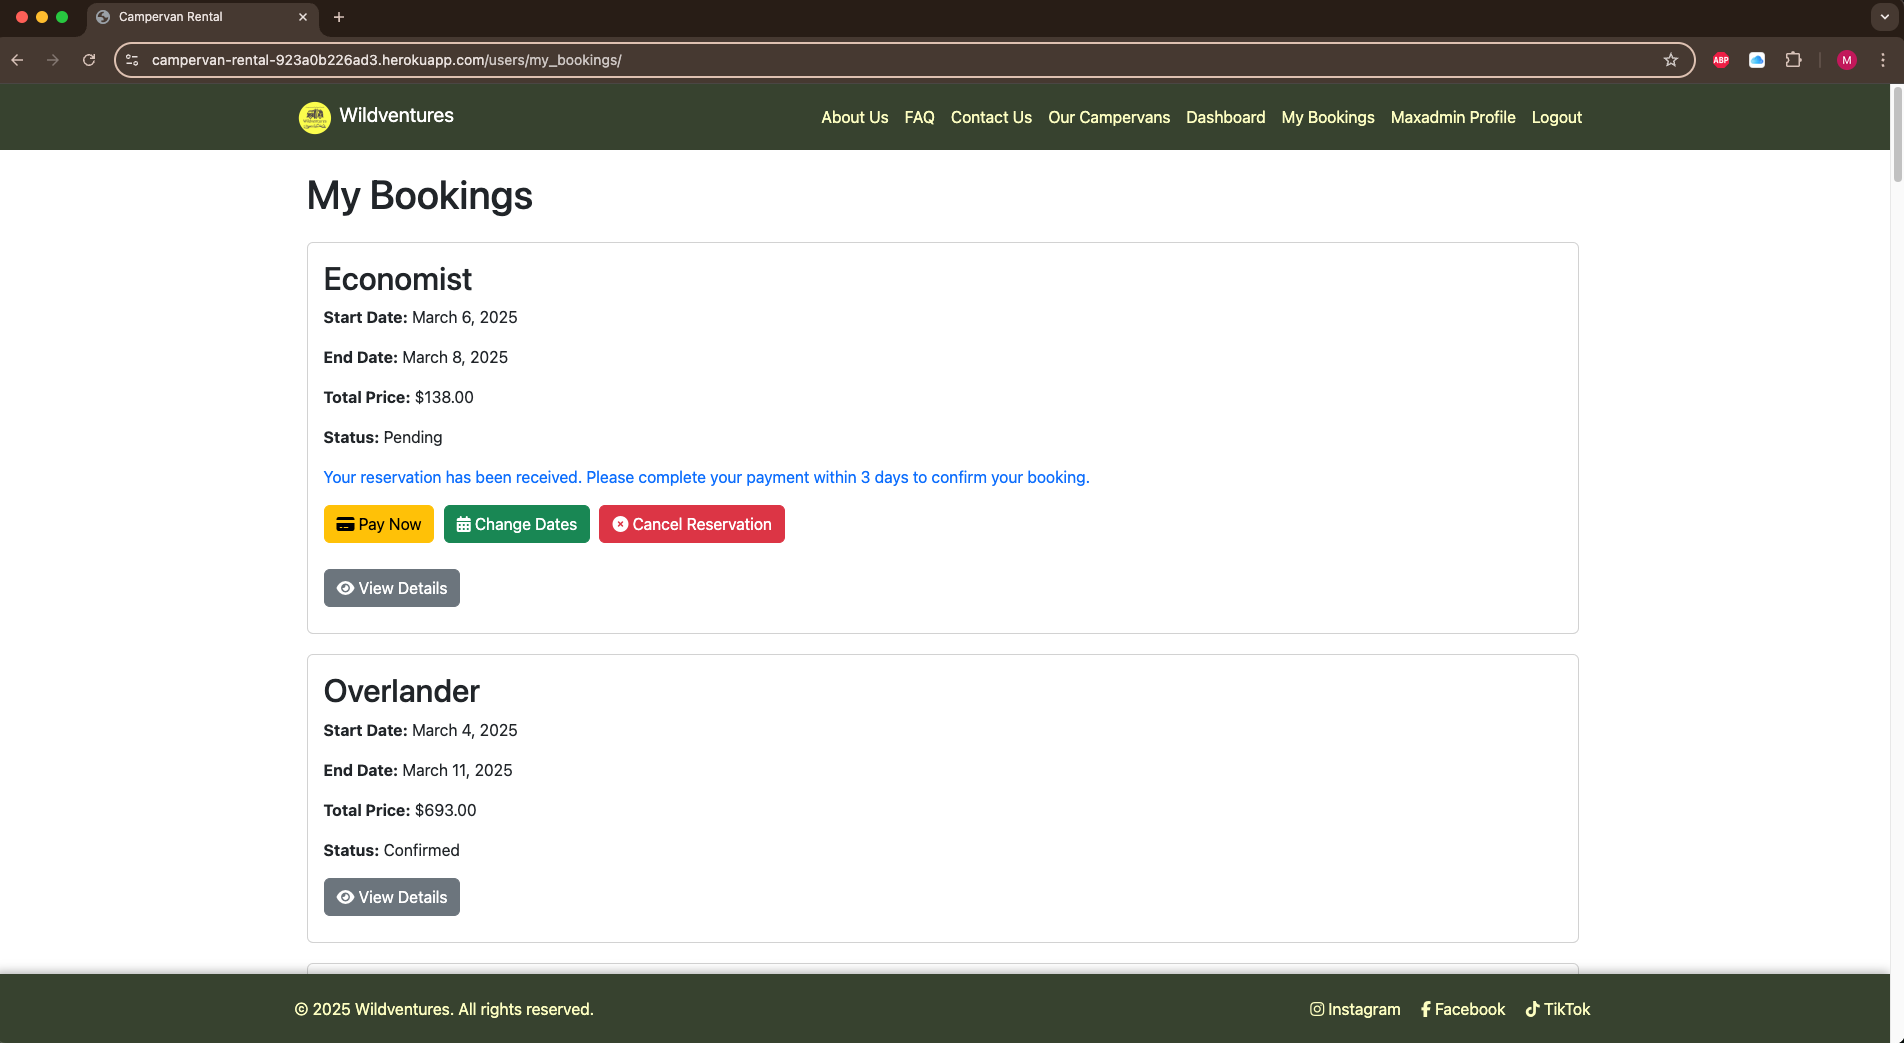 Campervan Rental
campervan-rental-923a0b226ad3.herokuapp.com/users/my_bookings/
ABP
M
Wildventures
About Us FAQ Contact Us Our Campervans Dashboard My Bookings Maxadmin Profile Logout
My Bookings
Economist
Start Date: March 6, 2025
End Date: March 8, 2025
Total Price: $138.00
Status: Pending
Your reservation has been received. Please complete your payment within 3 days to confirm your booking.
Pay Now Change Dates Cancel Reservation
View Details
Overlander
Start Date: March 4, 2025
End Date: March 11, 2025
Total Price: $693.00
Status: Confirmed
View Details
© 2025 Wildventures. All rights reserved.
Instagram Facebook TikTok